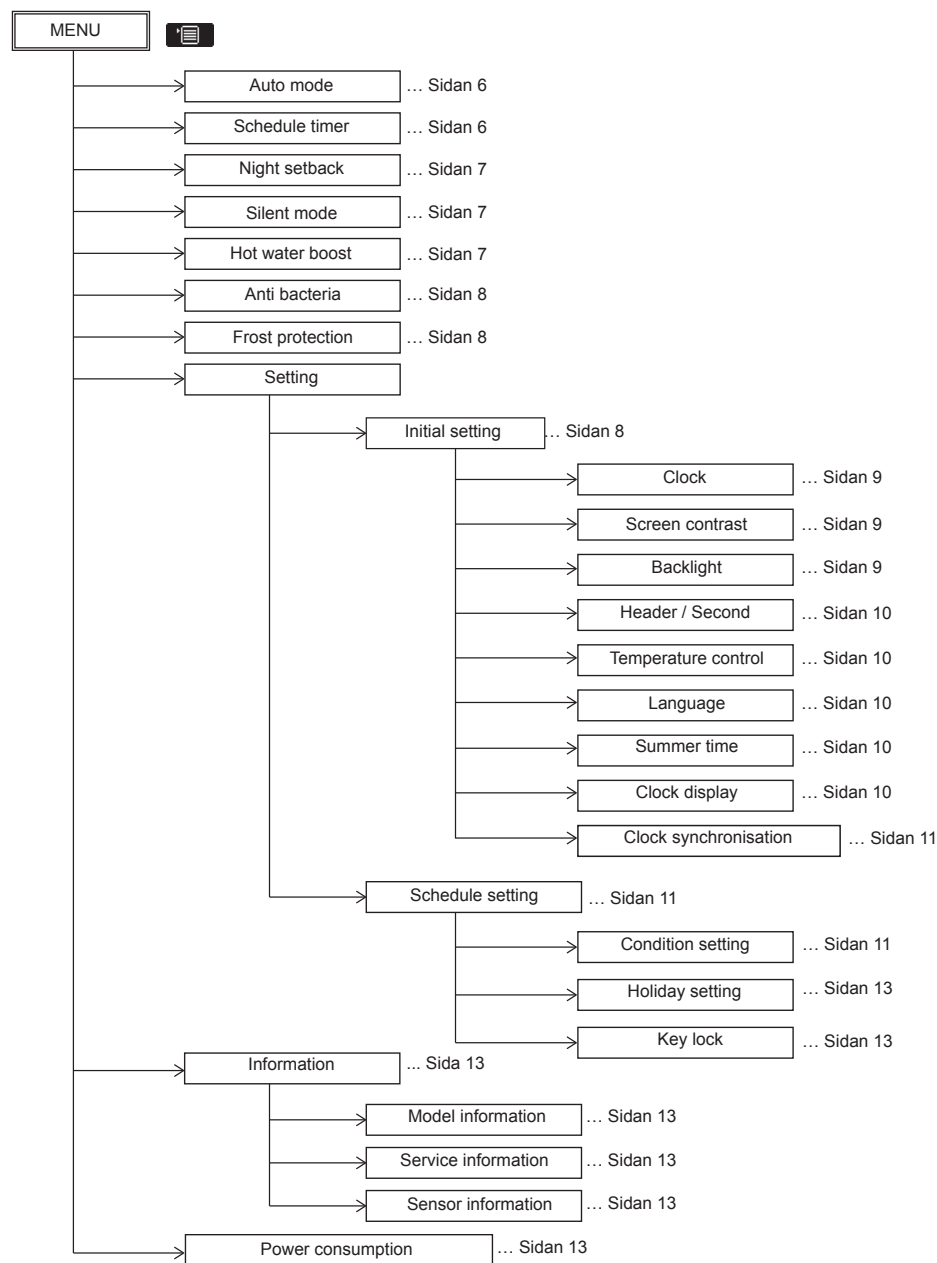 MENU
Auto mode … Sidan 6
Schedule timer … Sidan 6
Night setback … Sidan 7
Silent mode … Sidan 7
Hot water boost … Sidan 7
Anti bacteria … Sidan 8
Frost protection … Sidan 8
Setting
Initial setting … Sidan 8
Clock … Sidan 9
Screen contrast … Sidan 9
Backlight … Sidan 9
Header / Second … Sidan 10
Temperature control … Sidan 10
Language … Sidan 10
Summer time … Sidan 10
Clock display … Sidan 10
Clock synchronisation … Sidan 11
Schedule setting … Sidan 11
Condition setting … Sidan 11
Holiday setting … Sidan 13
Key lock … Sidan 13
Information ... Sida 13
Model information … Sidan 13
Service information … Sidan 13
Sensor information … Sidan 13
Power consumption … Sidan 13